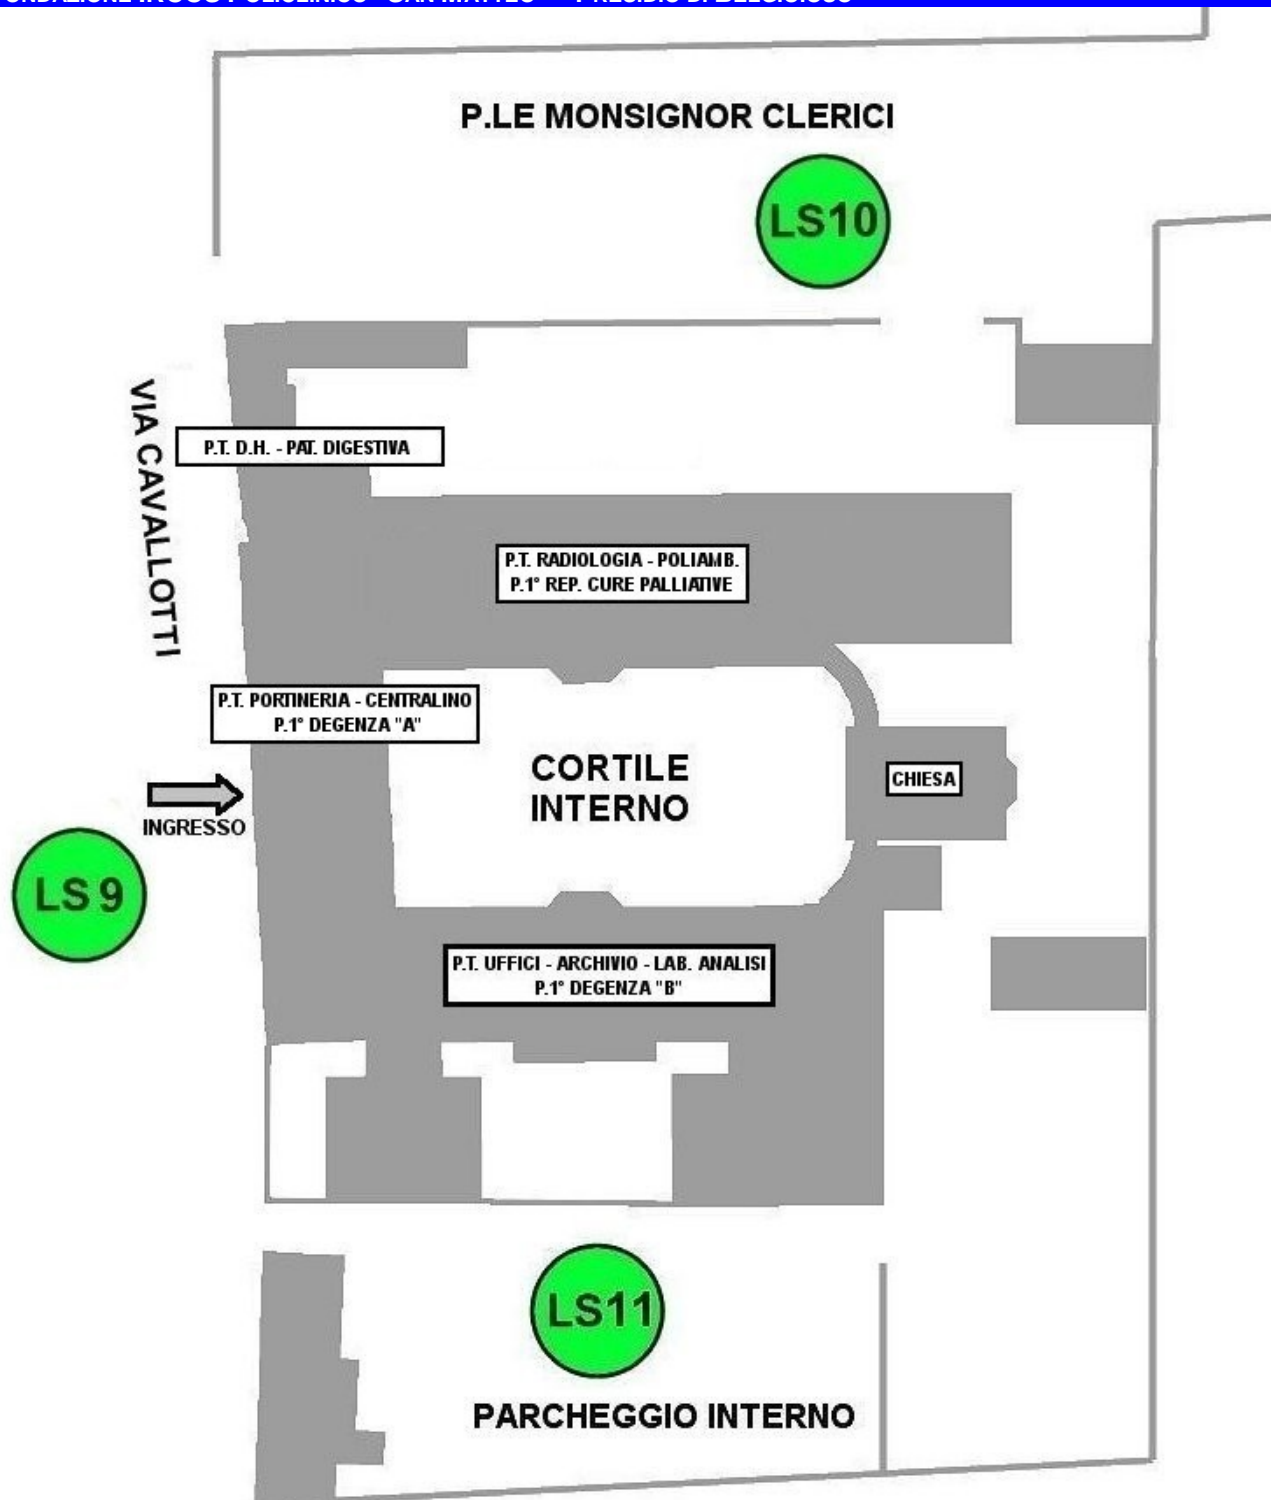 P.LE MONSIGNOR CLERICI
LS10
VIA CAVALLOTTI
P.T. D.H. - PAT. DIGESTIVA
P.T. RADIOLOGIA - POLIAMB.
P.1° REP. CURE PALLIATIVE
P.T. PORTINERIA - CENTRALINO
P.1° DEGENZA "A"
CORTILE
INTERNO
CHIESA
INGRESSO
LS 9
P.T. UFFICI - ARCHIVIO - LAB. ANALISI
P.1° DEGENZA "B"
LS11
PARCHEGGIO INTERNO